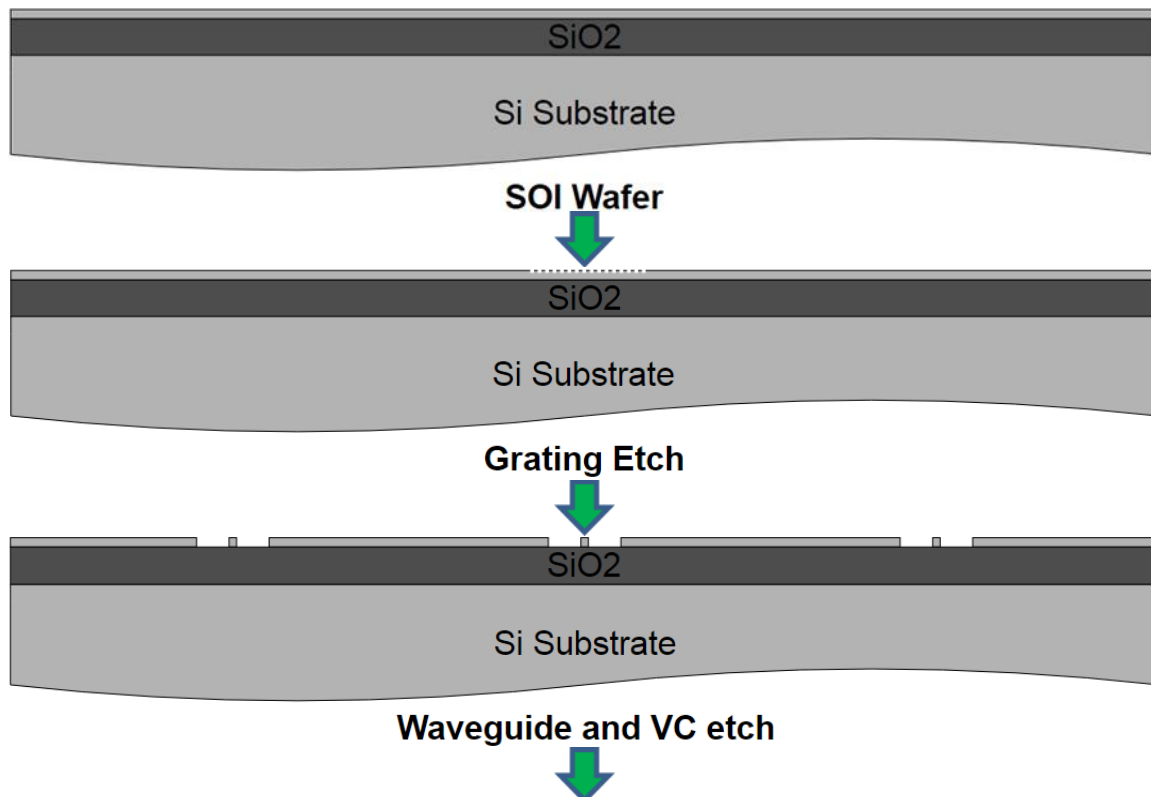 SiO2
Si Substrate
SOI Wafer
SiO2
Si Substrate
Grating Etch
SiO2
Si Substrate
Waveguide and VC etch